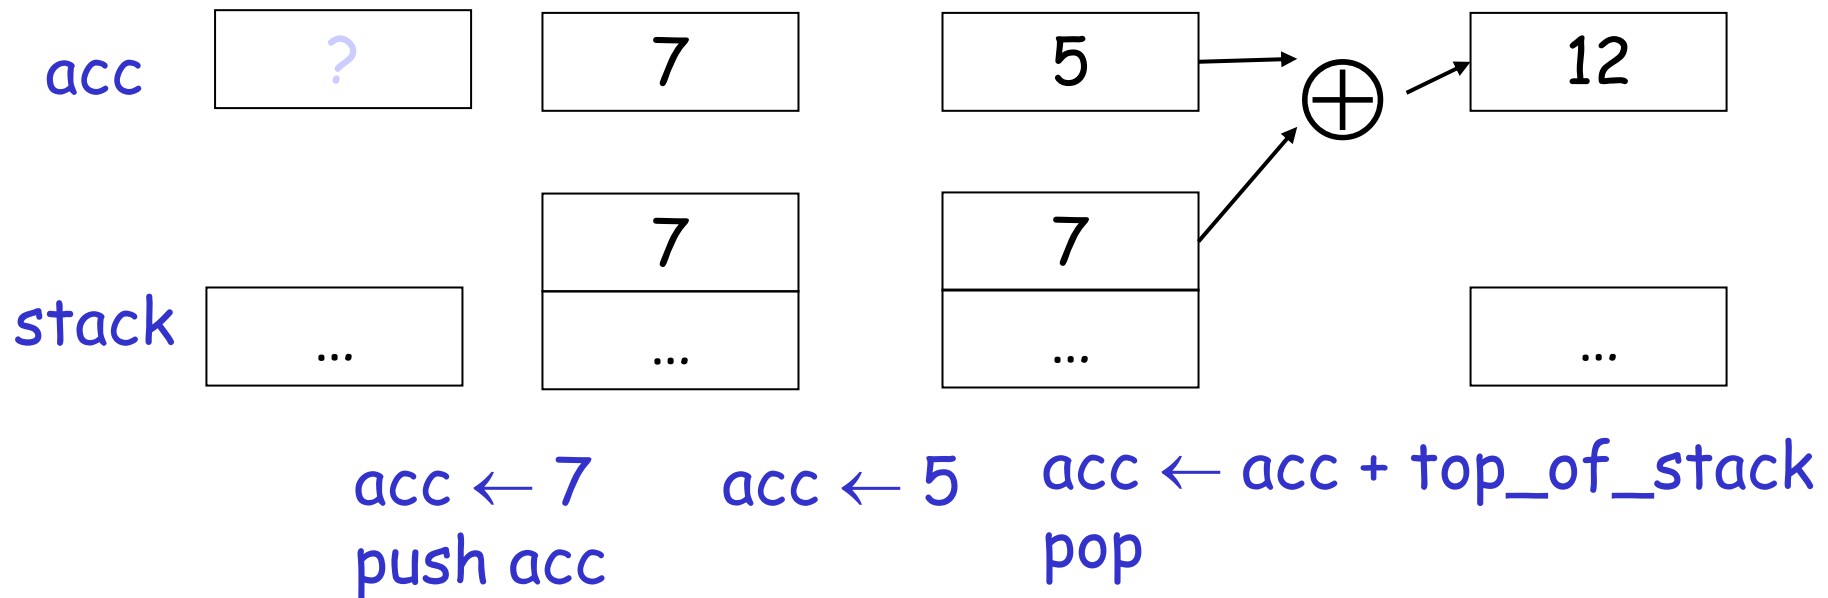 acc ? 7 5 12
7 7
stack ... ... ... ...
acc ← 7 acc ← 5 acc ← acc + top_of_stack
push acc pop